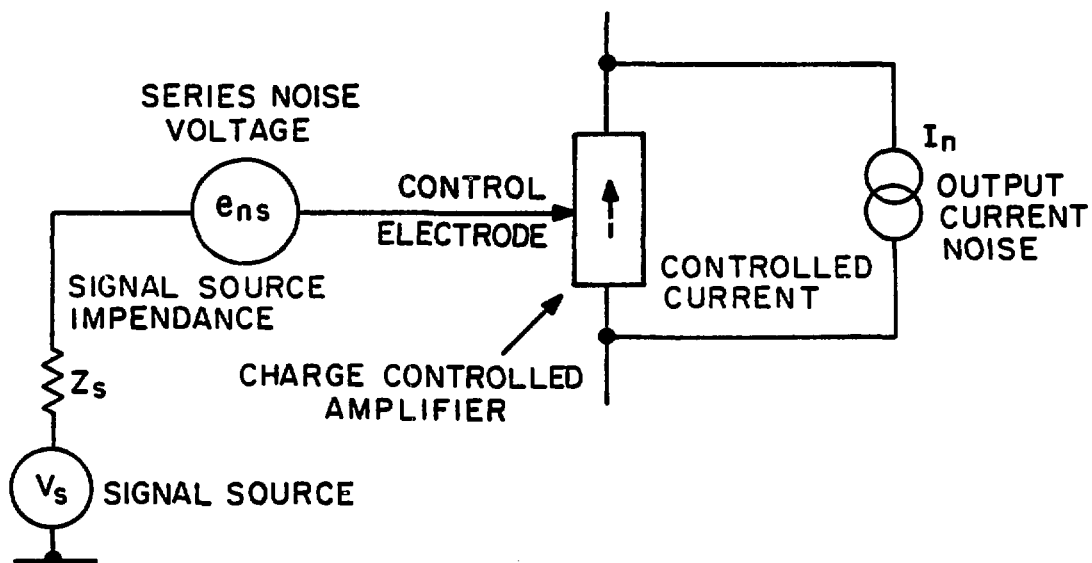 SERIES NOISE
VOLTAGE
ens
CONTROL
ELECTRODE
In
OUTPUT
CURRENT
NOISE
SIGNAL SOURCE
IMPENDANCE
CONTROLLED
CURRENT
Zs
CHARGE CONTROLLED
AMPLIFIER
Vs
SIGNAL SOURCE